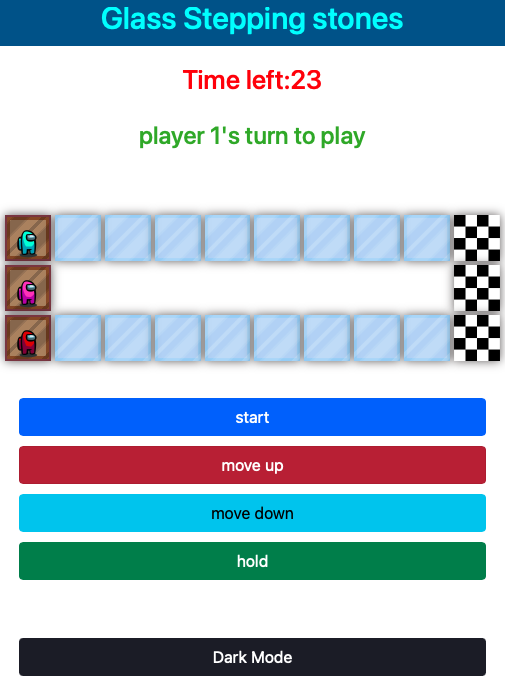 Glass Stepping stones
Time left:23
player 1's turn to play
start
move up
move down
hold
Dark Mode